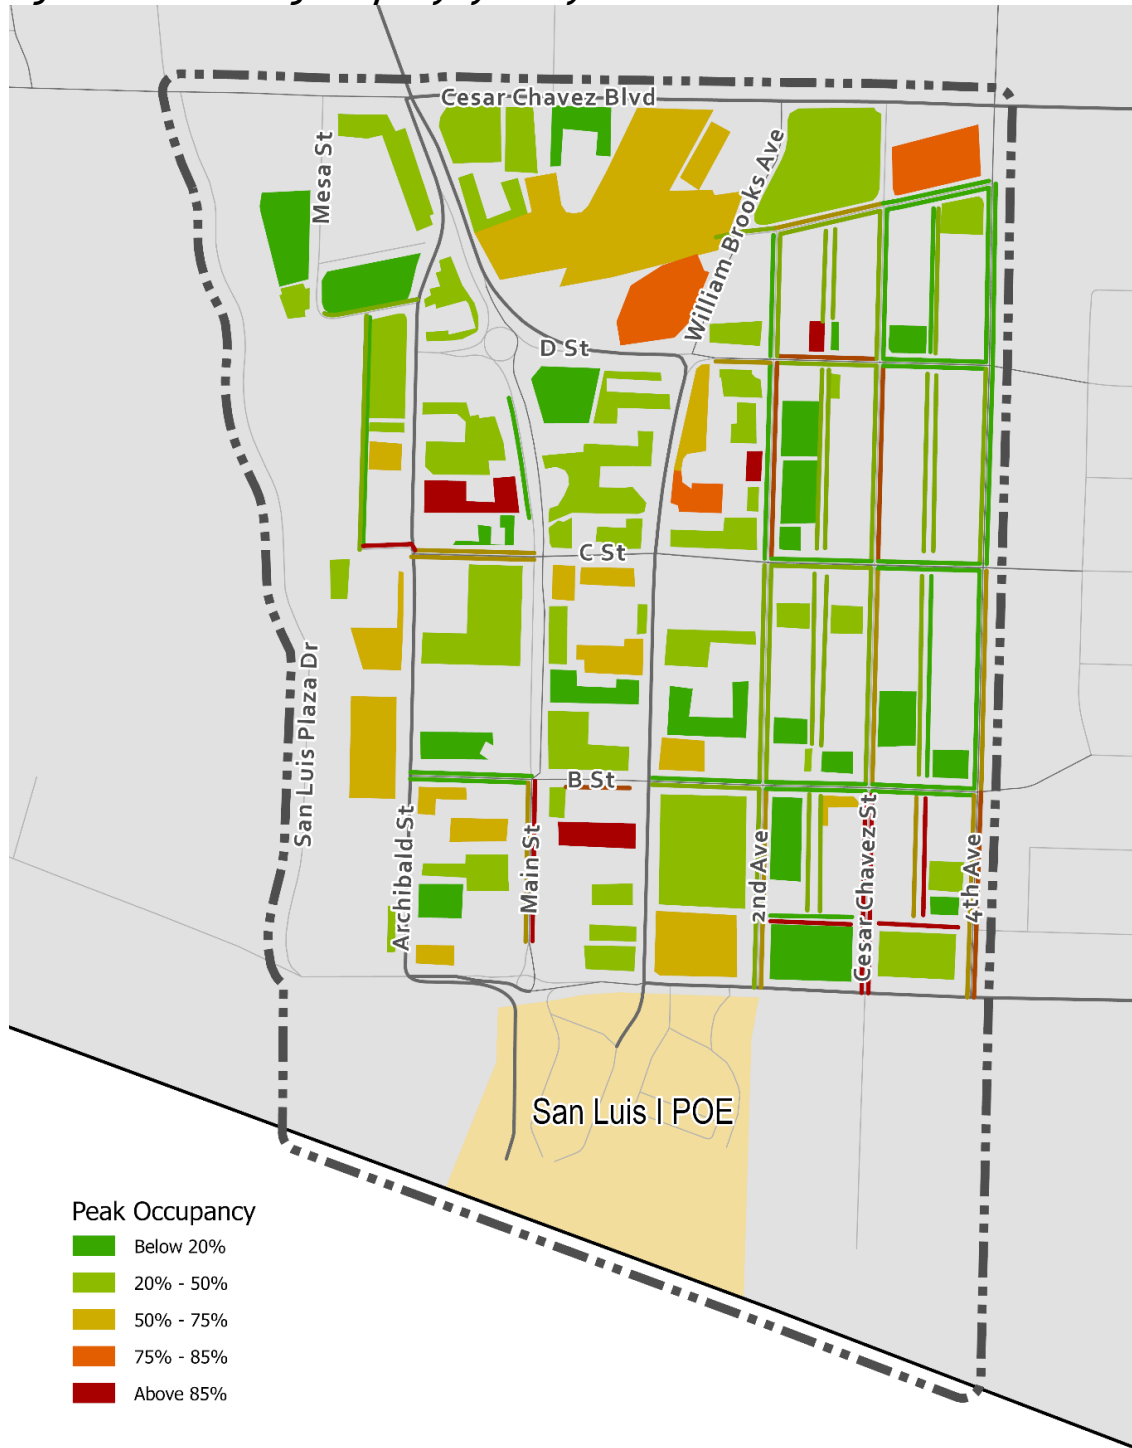 Cesar Chavez Blvd
Mesa St
William Brooks Ave
D St
C St
San Luis Plaza Dr
B St
Archibald St
Main St
2nd Ave
Cesar Chavez St
4th Ave
San Luis I POE
Peak Occupancy
Below 20%
20% - 50%
50% - 75%
75% - 85%
Above 85%